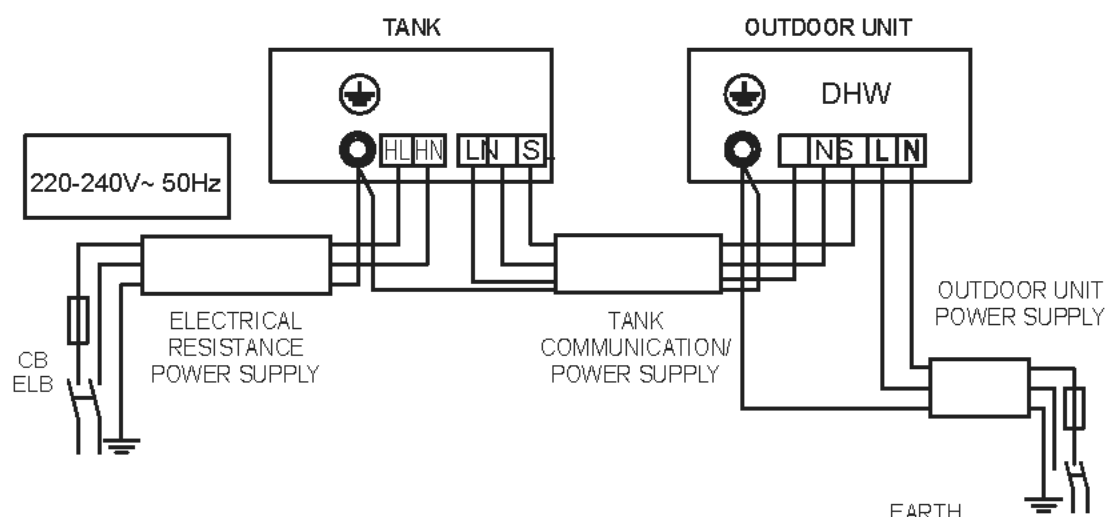 TANK
OUTDOOR UNIT
DHW
HL HN LN S
N S L N
220-240V~ 50Hz
ELECTRICAL
RESISTANCE
POWER SUPPLY
TANK
COMMUNICATION/
POWER SUPPLY
OUTDOOR UNIT
POWER SUPPLY
CB
ELB
EARTH